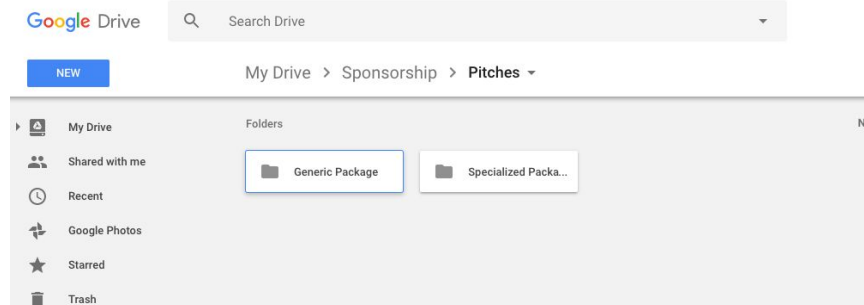 Google Drive
Search Drive
NEW
My Drive > Sponsorship > Pitches
My Drive
Shared with me
Recent
Google Photos
Starred
Trash
Folders
N
Generic Package
Specialized Packa...